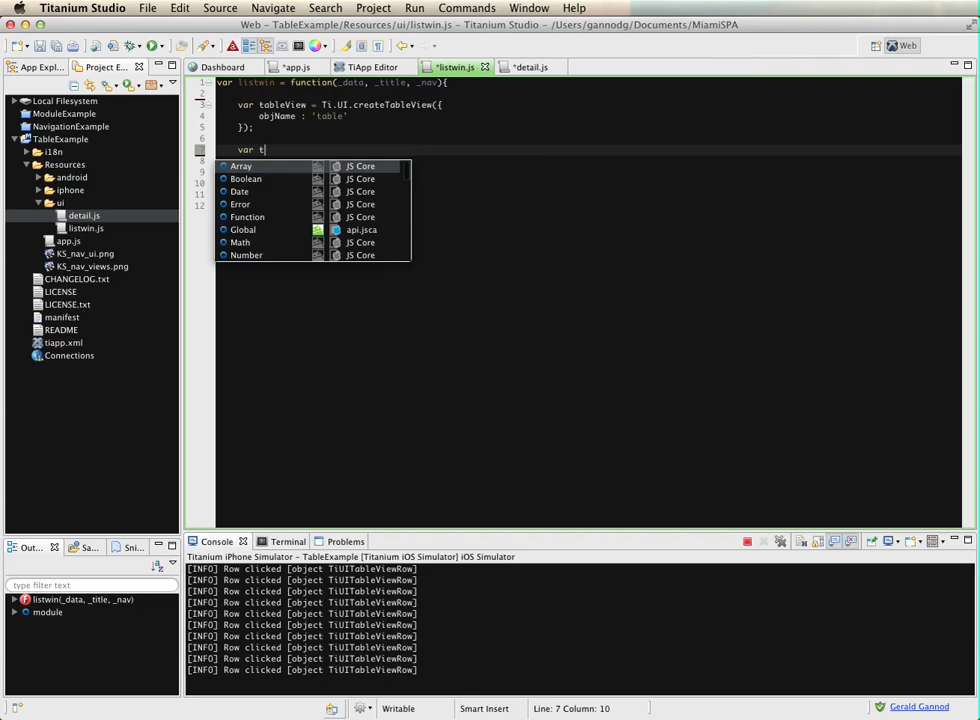 Titanium Studio File Edit Source Navigate Search Project Run Commands Window Help
Web – TableExample/Resources/ui/listwin.js – Titanium Studio – /Users/gannodg/Documents/MiamiSPA
Web
App Expl... Project E...
Dashboard *app.js TiApp Editor *listwin.js *detail.js
Local Filesystem
ModuleExample
NavigationExample
TableExample
i18n
Resources
android
iphone
ui
detail.js
listwin.js
app.js
KS_nav_ui.png
KS_nav_views.png
CHANGELOG.txt
LICENSE
LICENSE.txt
manifest
README
tiapp.xml
Connections
1 var listwin = function(_data, _title, _nav){
2
3 var tableView = Ti.UI.createTableView({
4 objName : 'table'
5 });
6
var t
8
9
10
11
12
Array JS Core
Boolean JS Core
Date JS Core
Error JS Core
Function JS Core
Global api.jsca
Math JS Core
Number JS Core
Out... Sa... Sni...
type filter text
listwin(_data, _title, _nav)
module
Console Terminal Problems
Titanium iPhone Simulator – TableExample [Titanium iOS Simulator] iOS Simulator
[INFO] Row clicked [object TiUITableViewRow]
[INFO] Row clicked [object TiUITableViewRow]
[INFO] Row clicked [object TiUITableViewRow]
[INFO] Row clicked [object TiUITableViewRow]
[INFO] Row clicked [object TiUITableViewRow]
[INFO] Row clicked [object TiUITableViewRow]
[INFO] Row clicked [object TiUITableViewRow]
[INFO] Row clicked [object TiUITableViewRow]
[INFO] Row clicked [object TiUITableViewRow]
[INFO] Row clicked [object TiUITableViewRow]
Writable Smart Insert Line: 7 Column: 10 Gerald Gannod